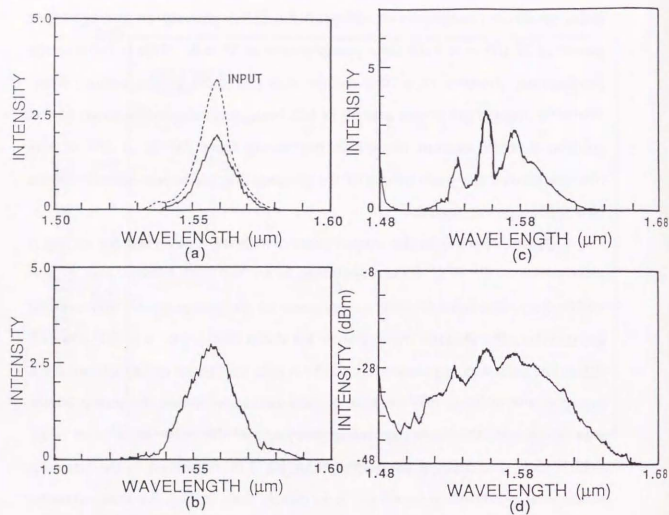 5.0
INPUT
2.5
INTENSITY
0
1.50
1.55
1.60
WAVELENGTH (µm)
(a)
5
INTENSITY
0
1.48
1.58
1.68
WAVELENGTH (µm)
(c)
5.0
2.5
INTENSITY
0
1.50
1.55
1.60
WAVELENGTH (µm)
(b)
-8
INTENSITY (dBm)
-28
-48
1.48
1.58
1.68
WAVELENGTH (µm)
(d)